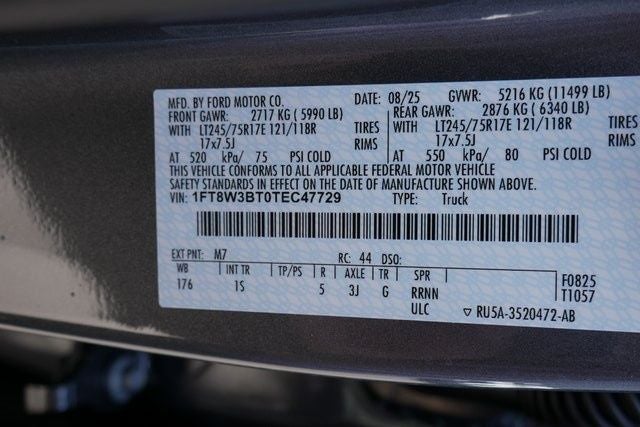 MFD. BY FORD MOTOR CO. DATE: 08/25 GVWR: 5216 KG (11499 LB)
FRONT GAWR: 2717 KG ( 5990 LB) REAR GAWR: 2876 KG ( 6340 LB)
WITH LT245/75R17E 121/118R TIRES WITH LT245/75R17E 121/118R TIRES
17x7.5J RIMS 17x7.5J RIMS
AT 520 kPa/ 75 PSI COLD AT 550 kPa/ 80 PSI COLD
THIS VEHICLE CONFORMS TO ALL APPLICABLE FEDERAL MOTOR VEHICLE
SAFETY STANDARDS IN EFFECT ON THE DATE OF MANUFACTURE SHOWN ABOVE.
VIN: 1FT8W3BT0TEC47729 TYPE: Truck
EXT PNT: M7 RC: 44 DSO:
WB INT TR TP/PS R AXLE TR SPR F0825
176 1S 5 3J G RRNN T1057
ULC RU5A-3520472-AB